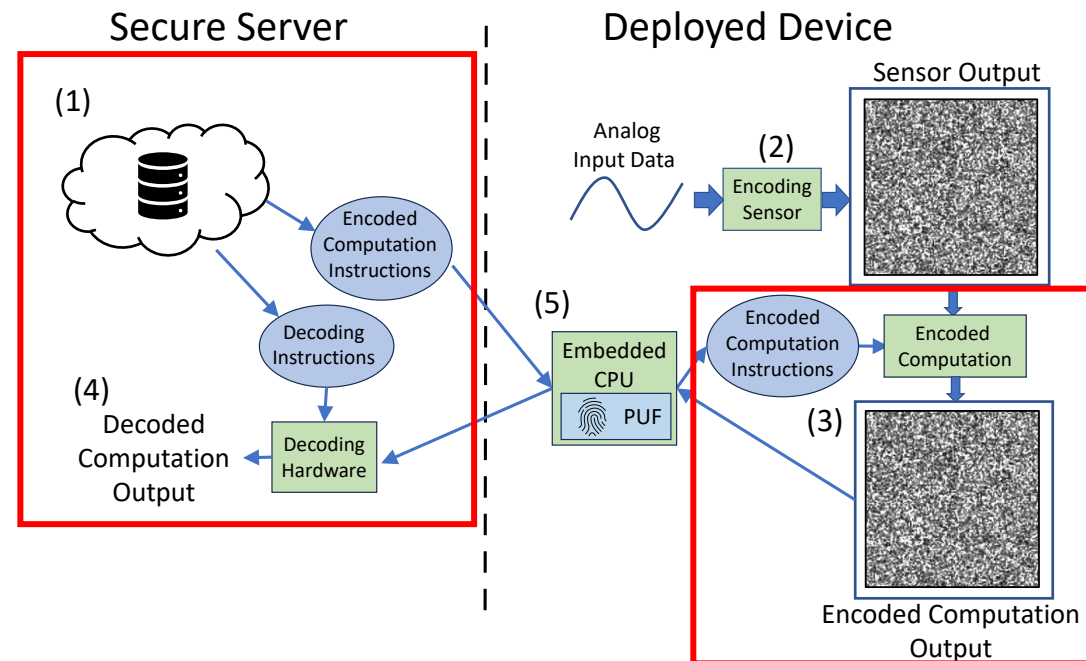 Secure Server
Deployed Device
(1)
Encoded
Computation
Instructions
Decoding
Instructions
(4)
Decoded
Computation
Output
Decoding
Hardware
Analog
Input Data
(2)
Encoding
Sensor
Sensor Output
(5)
Embedded
CPU
PUF
Encoded
Computation
Instructions
Encoded
Computation
(3)
Encoded Computation
Output